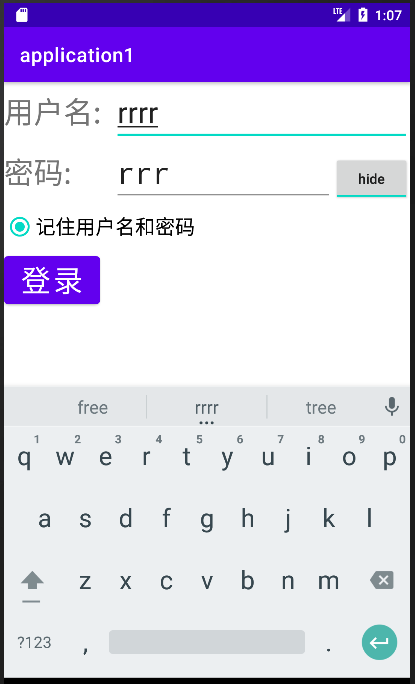 LTE 1:07
application1
用户名: rrrr
密码: rrr hide
记住用户名和密码
登录
free rrrr tree
1 2 3 4 5 6 7 8 9 0
q w e r t y u i o p
a s d f g h j k l
z x c v b n m
?123 , .